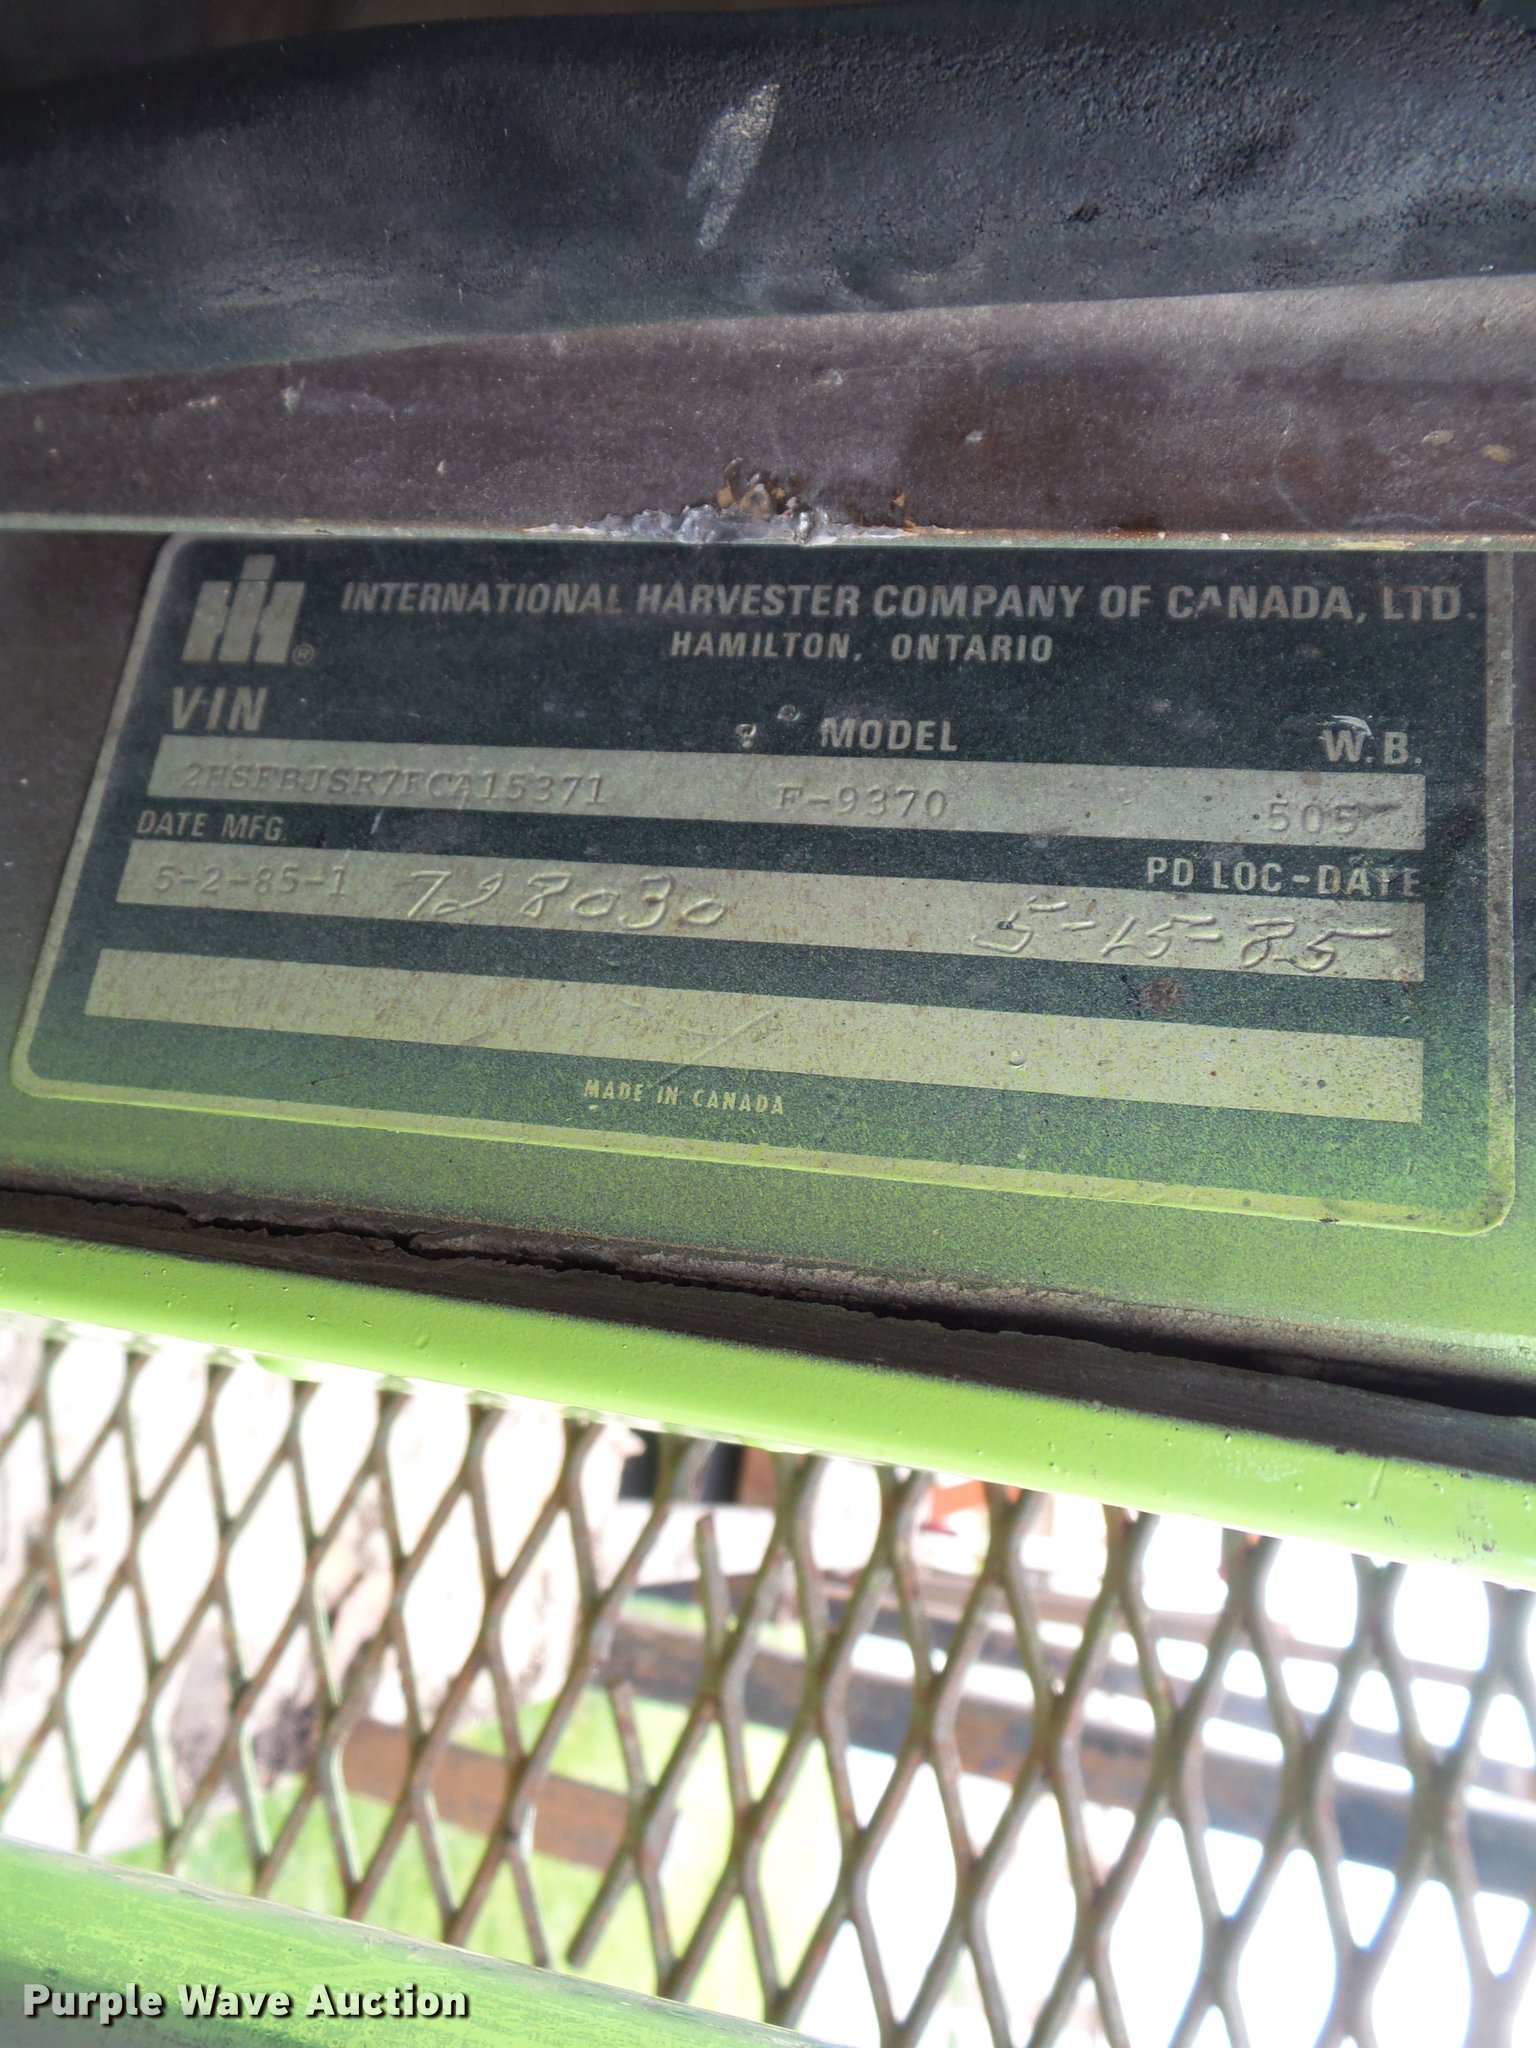 INTERNATIONAL HARVESTER COMPANY OF CANADA, LTD.
HAMILTON, ONTARIO
VIN MODEL W.B.
2HSFBJSR7FCA15371 F-9370 505
DATE MFG. PD LOC-DATE
5-2-85-1 728030 5-15-85
MADE IN CANADA
Purple Wave Auction